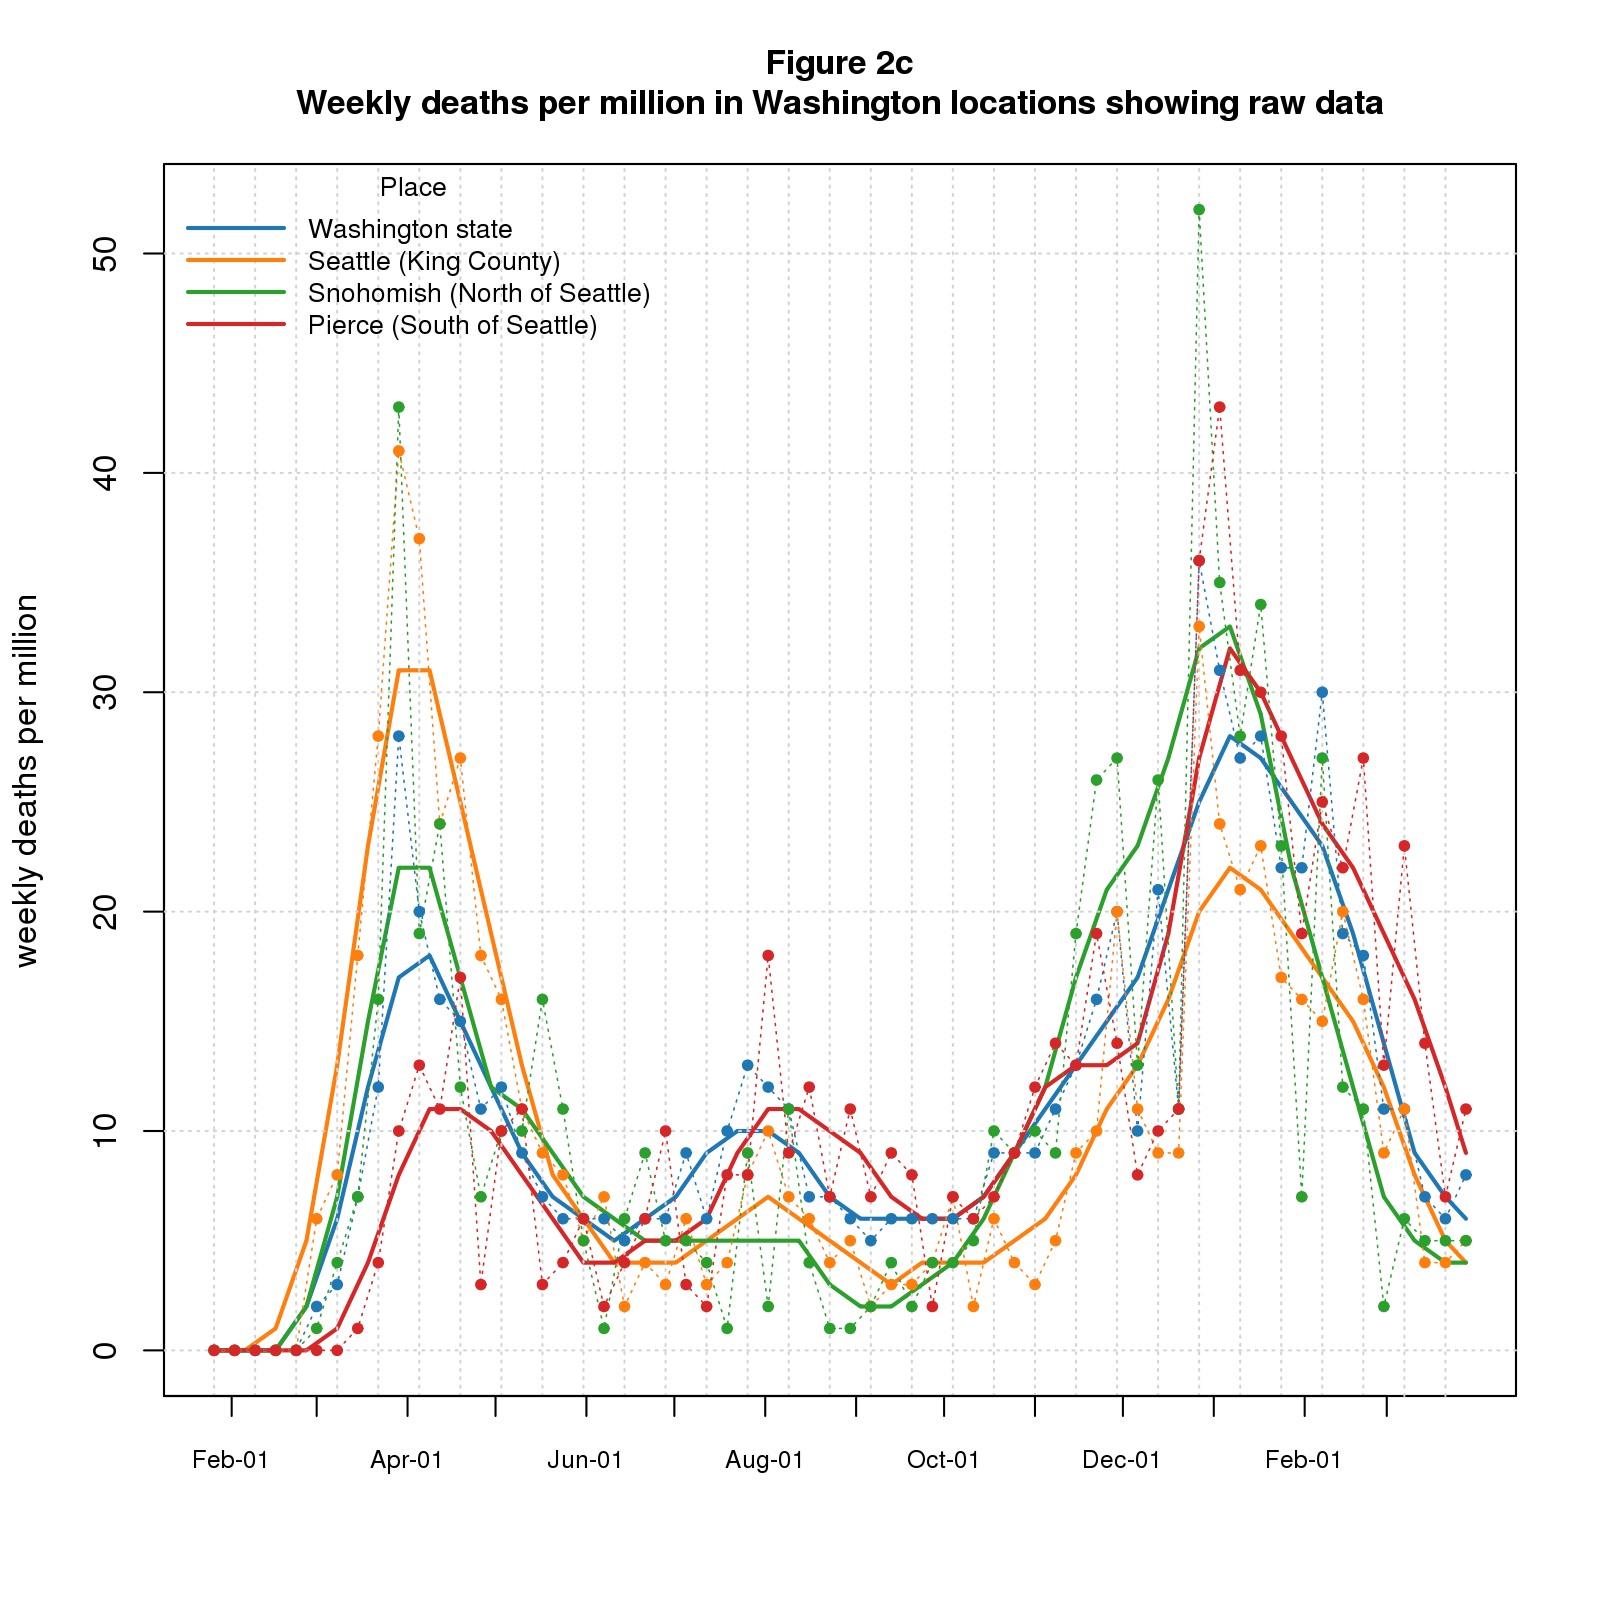 Figure 2c
Weekly deaths per million in Washington locations showing raw data
Place
Washington state
Seattle (King County)
Snohomish (North of Seattle)
Pierce (South of Seattle)
weekly deaths per million
50
40
30
20
10
0
Feb-01 Apr-01 Jun-01 Aug-01 Oct-01 Dec-01 Feb-01